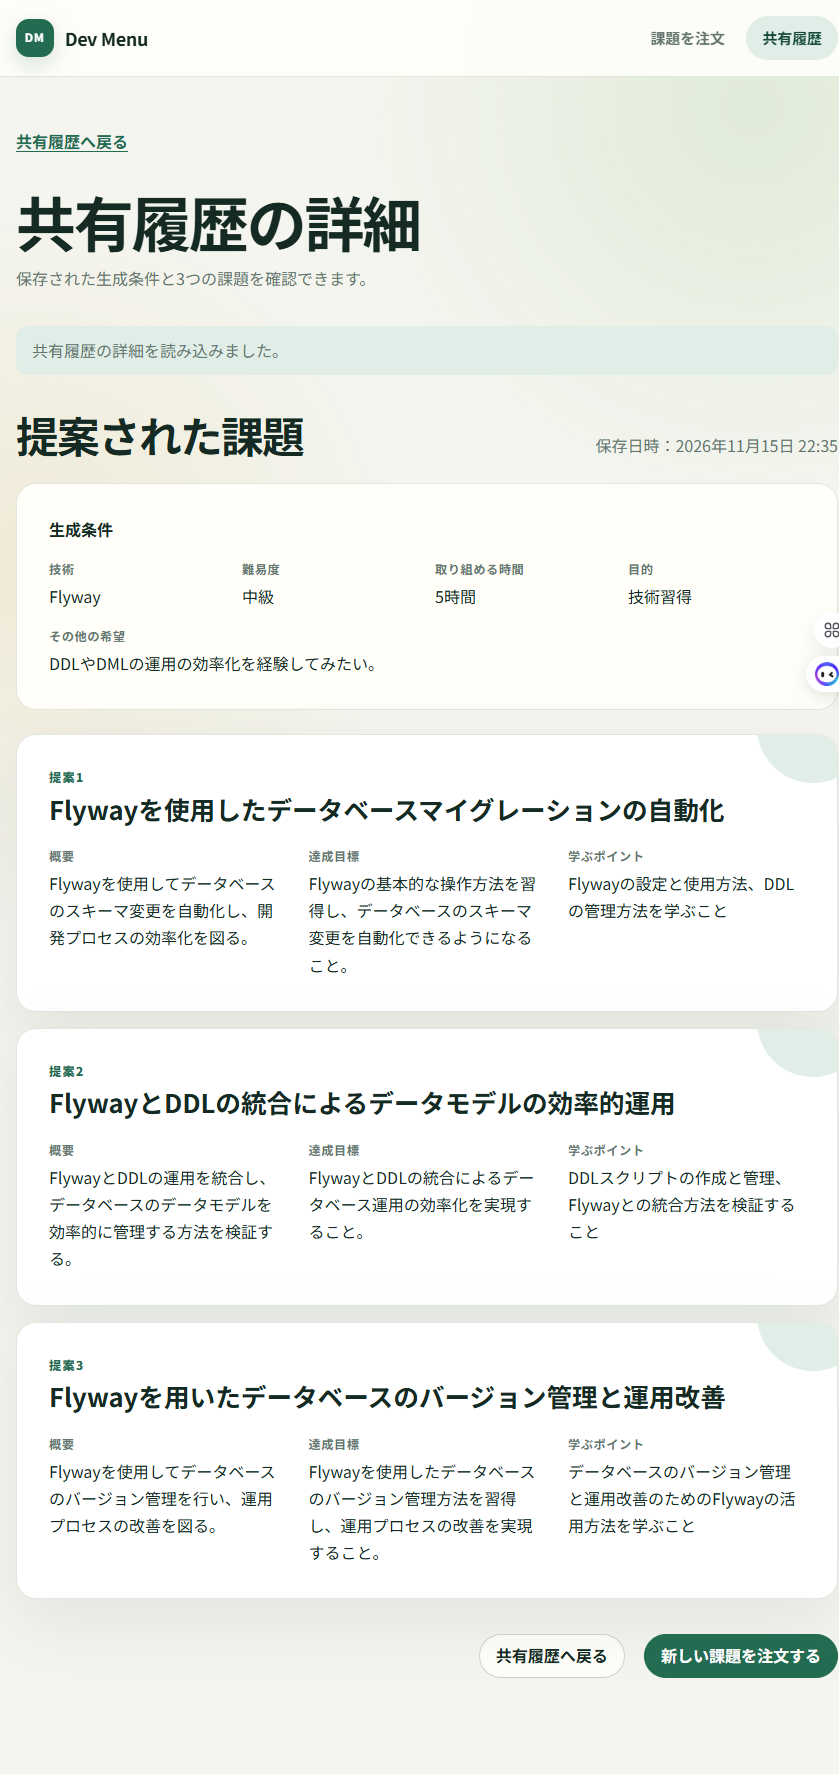 DM
Dev Menu
課題を注文
共有履歴
共有履歴へ戻る
共有履歴の詳細
保存された生成条件と3つの課題を確認できます。
共有履歴の詳細を読み込みました。
提案された課題
保存日時：2026年11月15日 22:35
生成条件
技術
Flyway
難易度
中級
取り組める時間
5時間
目的
技術習得
その他の希望
DDLやDMLの運用の効率化を経験してみたい。
提案1
Flywayを使用したデータベースマイグレーションの自動化
概要
Flywayを使用してデータベース
のスキーマ変更を自動化し、開
発プロセスの効率化を図る。
達成目標
Flywayの基本的な操作方法を習
得し、データベースのスキーマ
変更を自動化できるようになる
こと。
学ぶポイント
Flywayの設定と使用方法、DDL
の管理方法を学ぶこと
提案2
FlywayとDDLの統合によるデータモデルの効率的運用
概要
FlywayとDDLの運用を統合し、
データベースのデータモデルを
効率的に管理する方法を検証す
る。
達成目標
FlywayとDDLの統合によるデー
タベース運用の効率化を実現す
ること。
学ぶポイント
DDLスクリプトの作成と管理、
Flywayとの統合方法を検証する
こと
提案3
Flywayを用いたデータベースのバージョン管理と運用改善
概要
Flywayを使用してデータベース
のバージョン管理を行い、運用
プロセスの改善を図る。
達成目標
Flywayを使用したデータベース
のバージョン管理方法を習得
し、運用プロセスの改善を実現
すること。
学ぶポイント
データベースのバージョン管理
と運用改善のためのFlywayの活
用方法を学ぶこと
共有履歴へ戻る
新しい課題を注文する